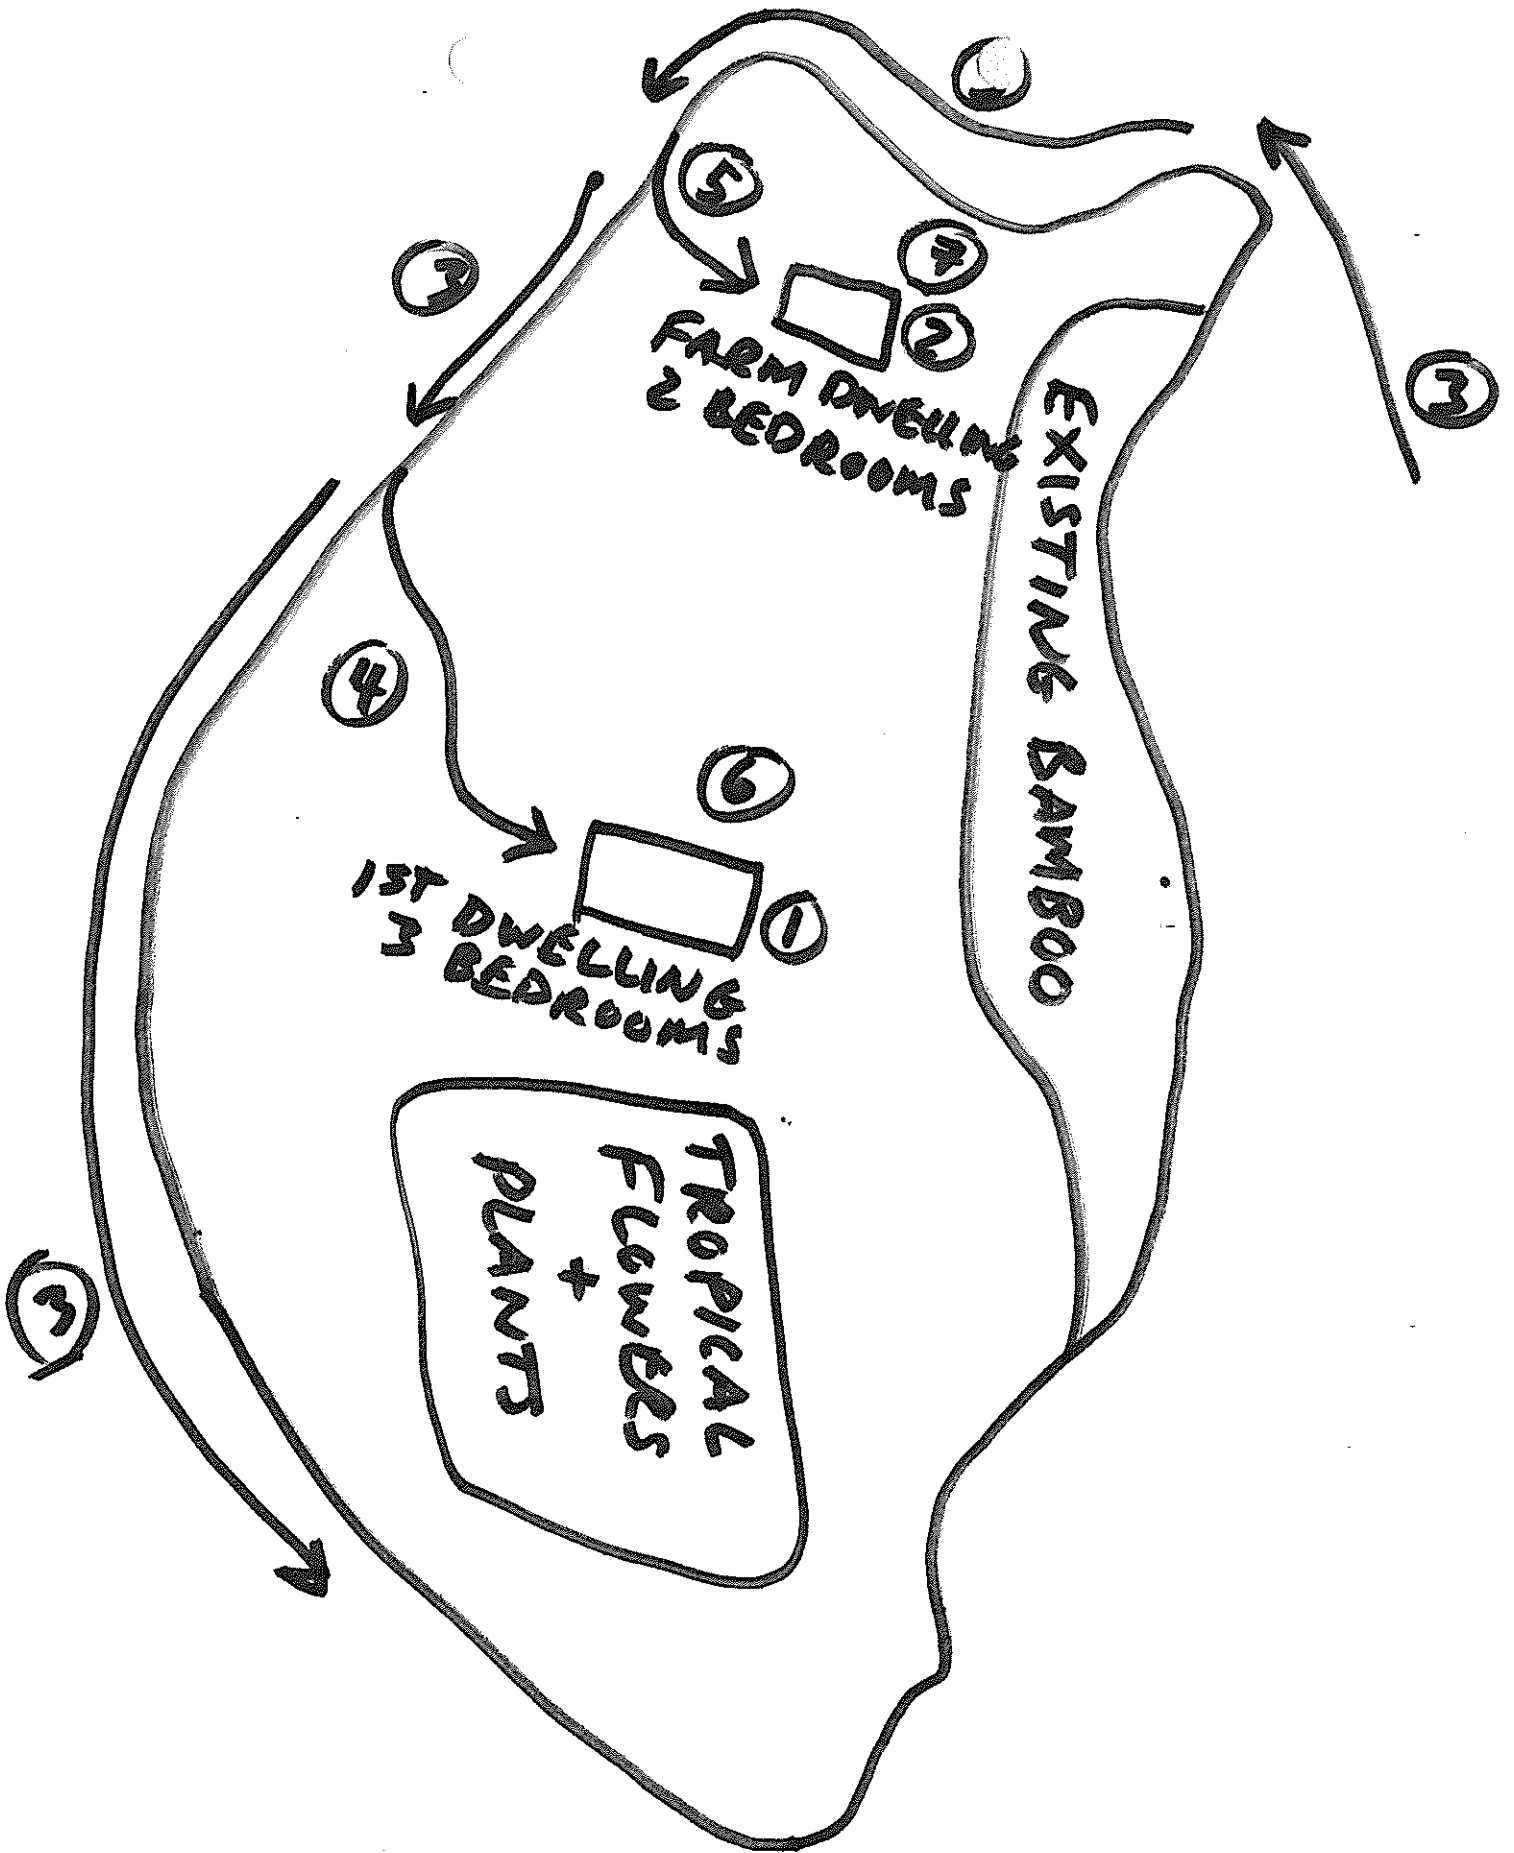 5
7
2
FARM DWELLING
2 BEDROOMS
3
3
EXISTING BAMBOO
4
6
1
1ST DWELLING
3 BEDROOMS
TROPICAL
FLOWERS
+
PLANTS
3